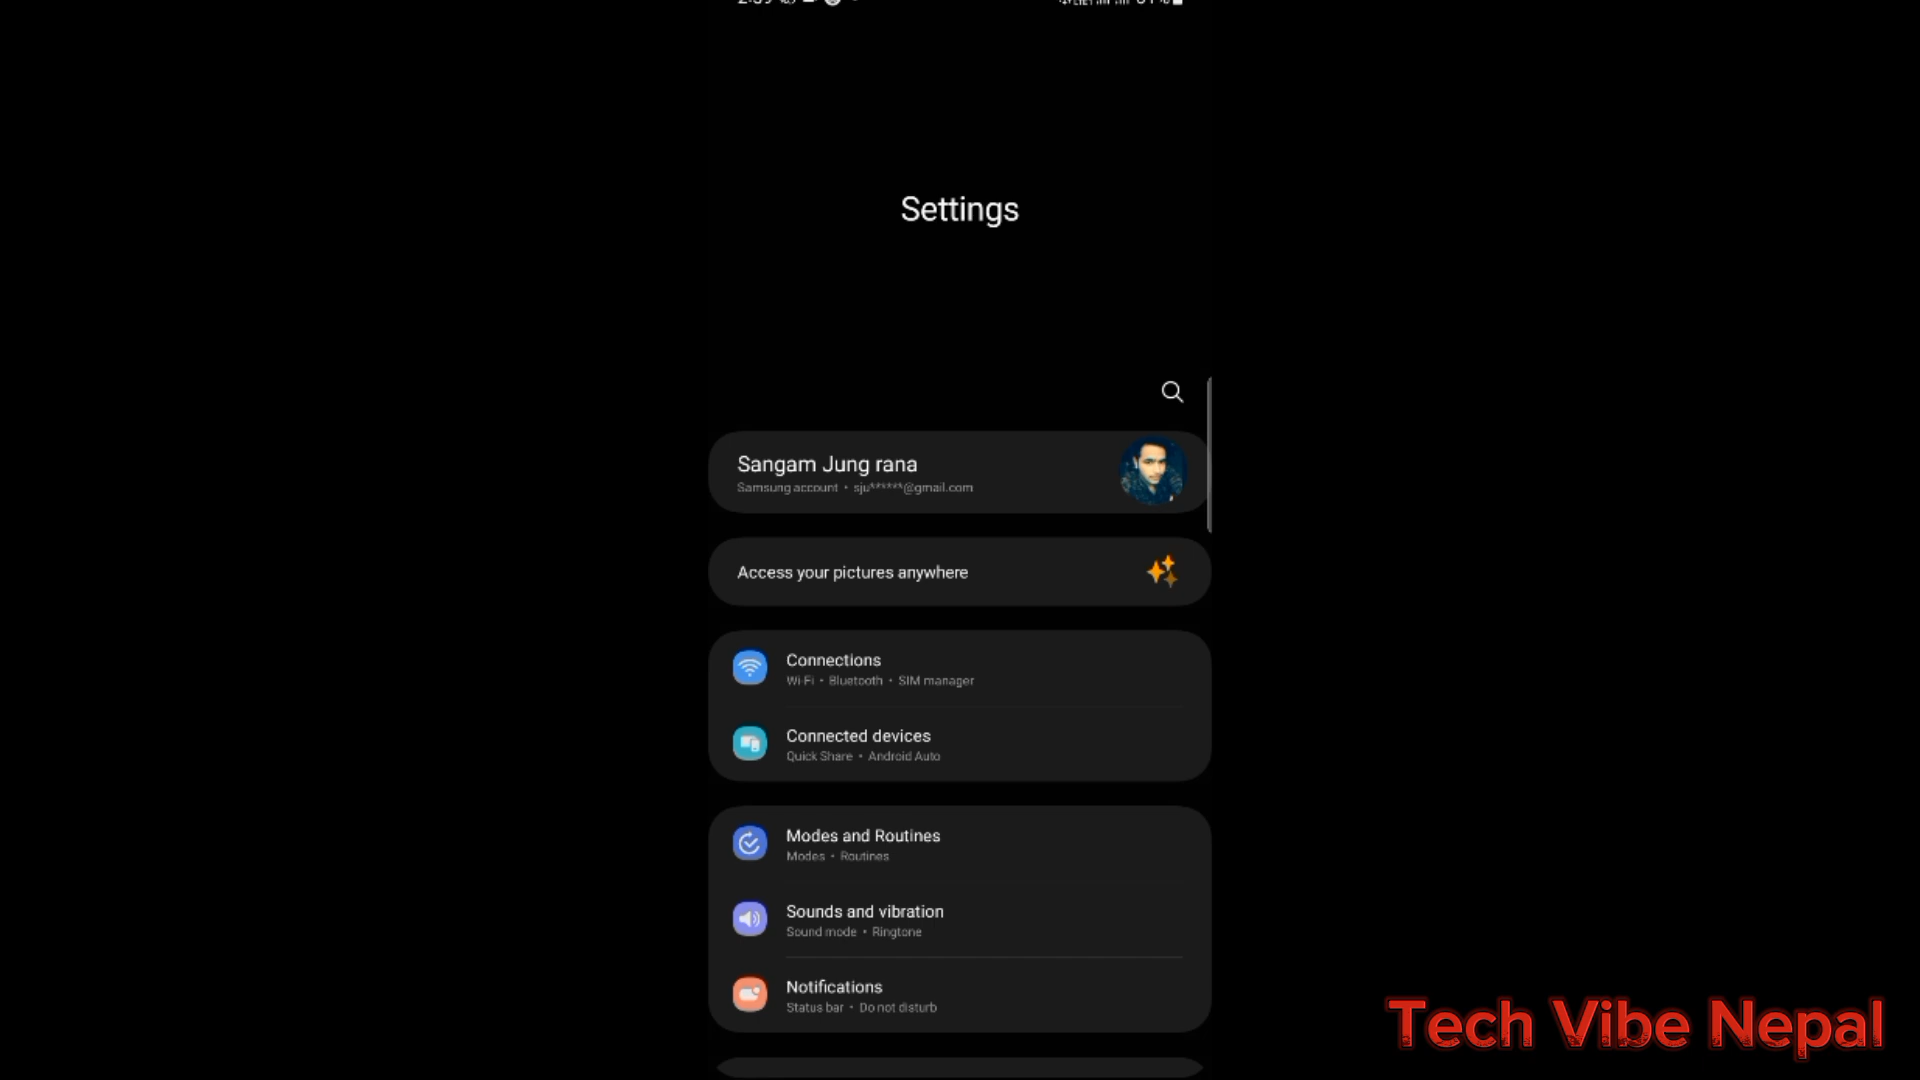 Settings
Sangam Jung rana
Samsung account • sju******@gmail.com
Access your pictures anywhere
Connections
Wi-Fi • Bluetooth • SIM manager
Connected devices
Quick Share • Android Auto
Modes and Routines
Modes • Routines
Sounds and vibration
Sound mode • Ringtone
Notifications
Status bar • Do not disturb
Tech Vibe Nepal